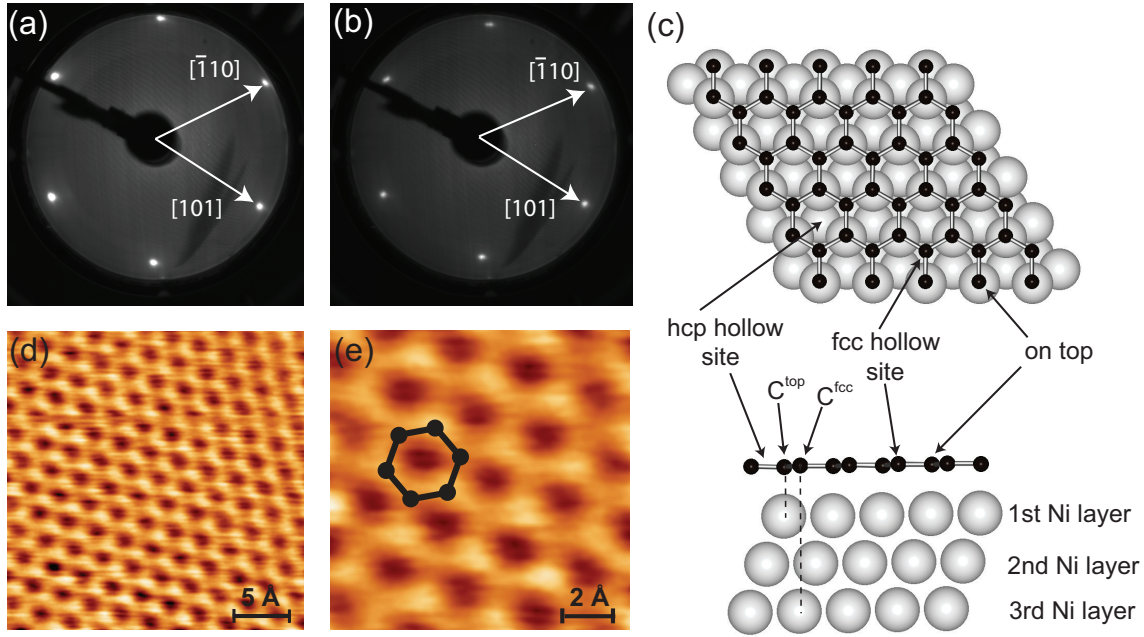 (a)
[1̄10]
[101]
(b)
[1̄10]
[101]
(c)
hcp hollow
site
fcc hollow
site
on top
C^top
C^fcc
1st Ni layer
2nd Ni layer
3rd Ni layer
(d)
5 Å
(e)
2 Å